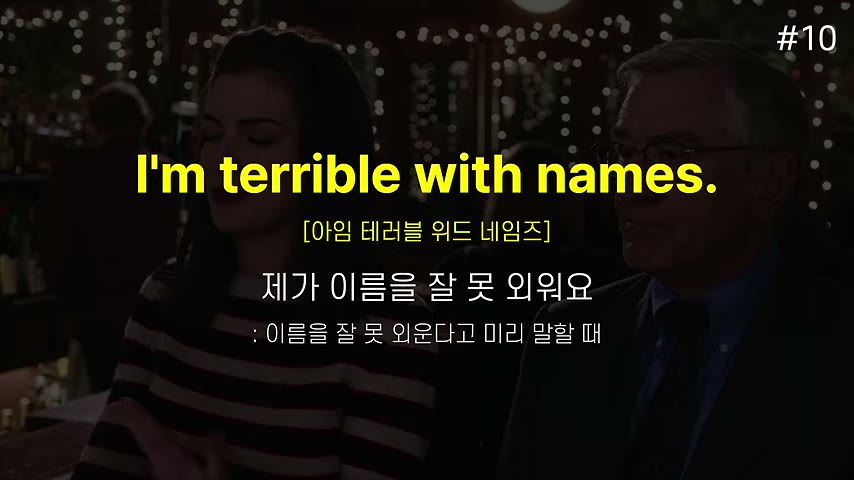 #10
I'm terrible with names.
[아임 테러블 위드 네임즈]
제가 이름을 잘 못 외워요
: 이름을 잘 못 외운다고 미리 말할 때